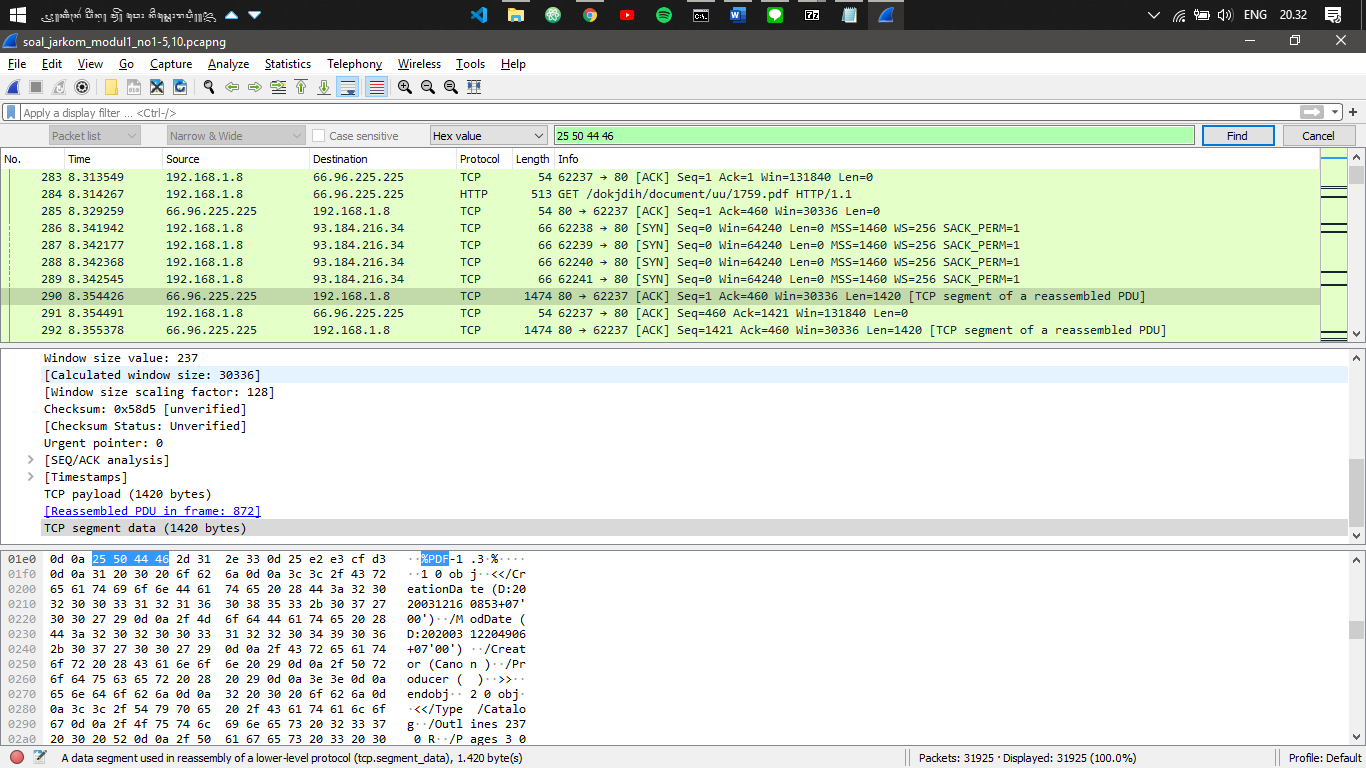 ENG 20.32
soal_jarkom_modul1_no1-5,10.pcapng
File Edit View Go Capture Analyze Statistics Telephony Wireless Tools Help
Apply a display filter ... <Ctrl-/>
Packet list Narrow & Wide Case sensitive Hex value 25 50 44 46 Find Cancel
No. Time Source Destination Protocol Length Info
283 8.313549 192.168.1.8 66.96.225.225 TCP 54 62237 → 80 [ACK] Seq=1 Ack=1 Win=131840 Len=0
284 8.314267 192.168.1.8 66.96.225.225 HTTP 513 GET /dokjdih/document/uu/1759.pdf HTTP/1.1
285 8.329259 66.96.225.225 192.168.1.8 TCP 54 80 → 62237 [ACK] Seq=1 Ack=460 Win=30336 Len=0
286 8.341942 192.168.1.8 93.184.216.34 TCP 66 62238 → 80 [SYN] Seq=0 Win=64240 Len=0 MSS=1460 WS=256 SACK_PERM=1
287 8.342177 192.168.1.8 93.184.216.34 TCP 66 62239 → 80 [SYN] Seq=0 Win=64240 Len=0 MSS=1460 WS=256 SACK_PERM=1
288 8.342368 192.168.1.8 93.184.216.34 TCP 66 62240 → 80 [SYN] Seq=0 Win=64240 Len=0 MSS=1460 WS=256 SACK_PERM=1
289 8.342545 192.168.1.8 93.184.216.34 TCP 66 62241 → 80 [SYN] Seq=0 Win=64240 Len=0 MSS=1460 WS=256 SACK_PERM=1
290 8.354426 66.96.225.225 192.168.1.8 TCP 1474 80 → 62237 [ACK] Seq=1 Ack=460 Win=30336 Len=1420 [TCP segment of a reassembled PDU]
291 8.354491 192.168.1.8 66.96.225.225 TCP 54 62237 → 80 [ACK] Seq=460 Ack=1421 Win=131840 Len=0
292 8.355378 66.96.225.225 192.168.1.8 TCP 1474 80 → 62237 [ACK] Seq=1421 Ack=460 Win=30336 Len=1420 [TCP segment of a reassembled PDU]
Window size value: 237
[Calculated window size: 30336]
[Window size scaling factor: 128]
Checksum: 0x58d5 [unverified]
[Checksum Status: Unverified]
Urgent pointer: 0
[SEQ/ACK analysis]
[Timestamps]
TCP payload (1420 bytes)
[Reassembled PDU in frame: 872]
TCP segment data (1420 bytes)
01e0 0d 0a 25 50 44 46 2d 31 2e 33 0d 25 e2 e3 cf d3 ··%PDF-1 .3·%····
01f0 0d 0a 31 20 30 20 6f 62 6a 0d 0a 3c 3c 2f 43 72 ··1 0 ob j··<</Cr
0200 65 61 74 69 6f 6e 44 61 74 65 20 28 44 3a 32 30 eationDa te (D:20
0210 32 30 30 33 31 32 31 36 30 38 35 33 2b 30 37 27 20031216 0853+07'
0220 30 30 27 29 0d 0a 2f 4d 6f 64 44 61 74 65 20 28 00')··/M odDate (
0230 44 3a 32 30 32 30 30 33 31 32 32 30 34 39 30 36 D:202003 12204906
0240 2b 30 37 27 30 30 27 29 0d 0a 2f 43 72 65 61 74 +07'00') ··/Creat
0250 6f 72 20 28 43 61 6e 6f 6e 20 29 0d 0a 2f 50 72 or (Cano n )··/Pr
0260 6f 64 75 63 65 72 20 28 20 29 0d 0a 3e 3e 0d 0a oducer ( )··>>··
0270 65 6e 64 6f 62 6a 0d 0a 32 20 30 20 6f 62 6a 0d endobj·· 2 0 obj·
0280 0a 3c 3c 2f 54 79 70 65 20 2f 43 61 74 61 6c 6f ·<</Type /Catalo
0290 67 0d 0a 2f 4f 75 74 6c 69 6e 65 73 20 32 33 37 g··/Outl ines 237
02a0 20 30 20 52 0d 0a 2f 50 61 67 65 73 20 33 20 30 0 R··/P ages 3 0
A data segment used in reassembly of a lower-level protocol (tcp.segment_data), 1.420 byte(s) Packets: 31925 · Displayed: 31925 (100.0%) Profile: Default